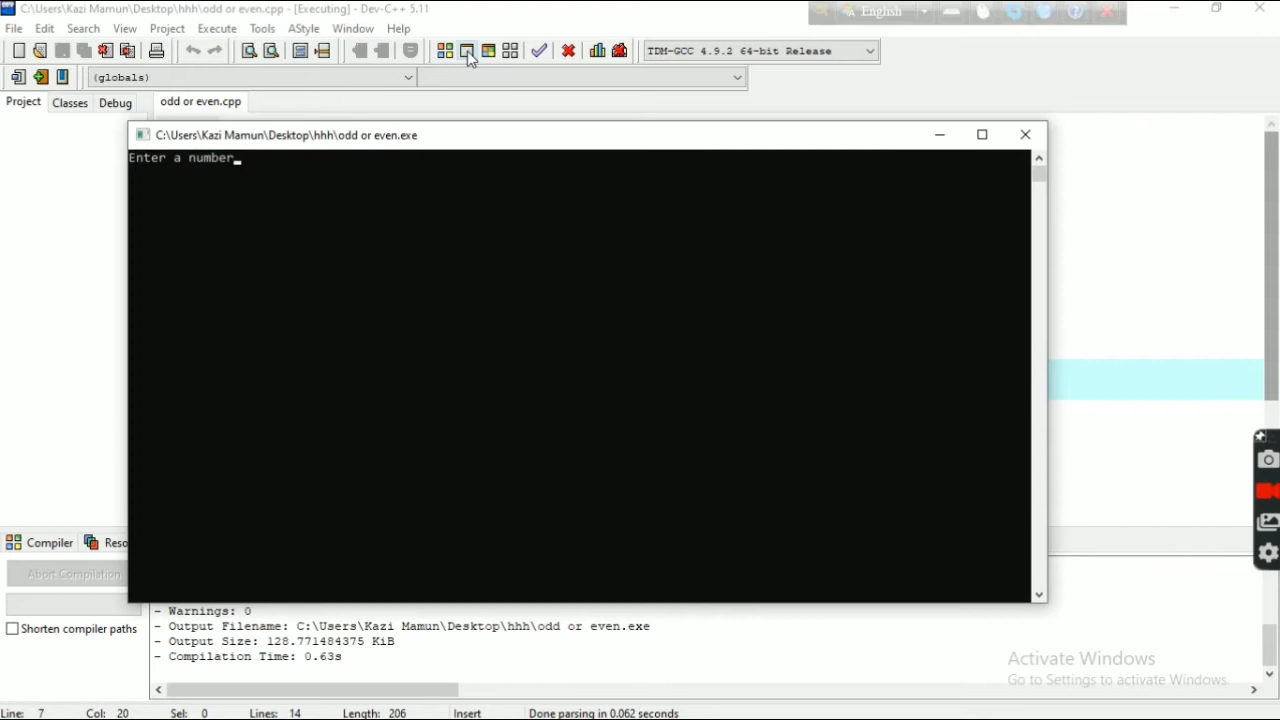 C:\Users\Kazi Mamun\Desktop\hhh\odd or even.cpp - [Executing] - Dev-C++ 5.11
English
File Edit Search View Project Execute Tools AStyle Window Help
TDM-GCC 4.9.2 64-bit Release
(globals)
Project Classes Debug odd or even.cpp
C:\Users\Kazi Mamun\Desktop\hhh\odd or even.exe
Enter a number
Compiler Reso
Abort Compilation
Shorten compiler paths
- Warnings: 0
- Output Filename: C:\Users\Kazi Mamun\Desktop\hhh\odd or even.exe
- Output Size: 128.771484375 KiB
- Compilation Time: 0.63s
Activate Windows
Go to Settings to activate Windows.
Line: 7 Col: 20 Sel: 0 Lines: 14 Length: 206 Insert Done parsing in 0.062 seconds